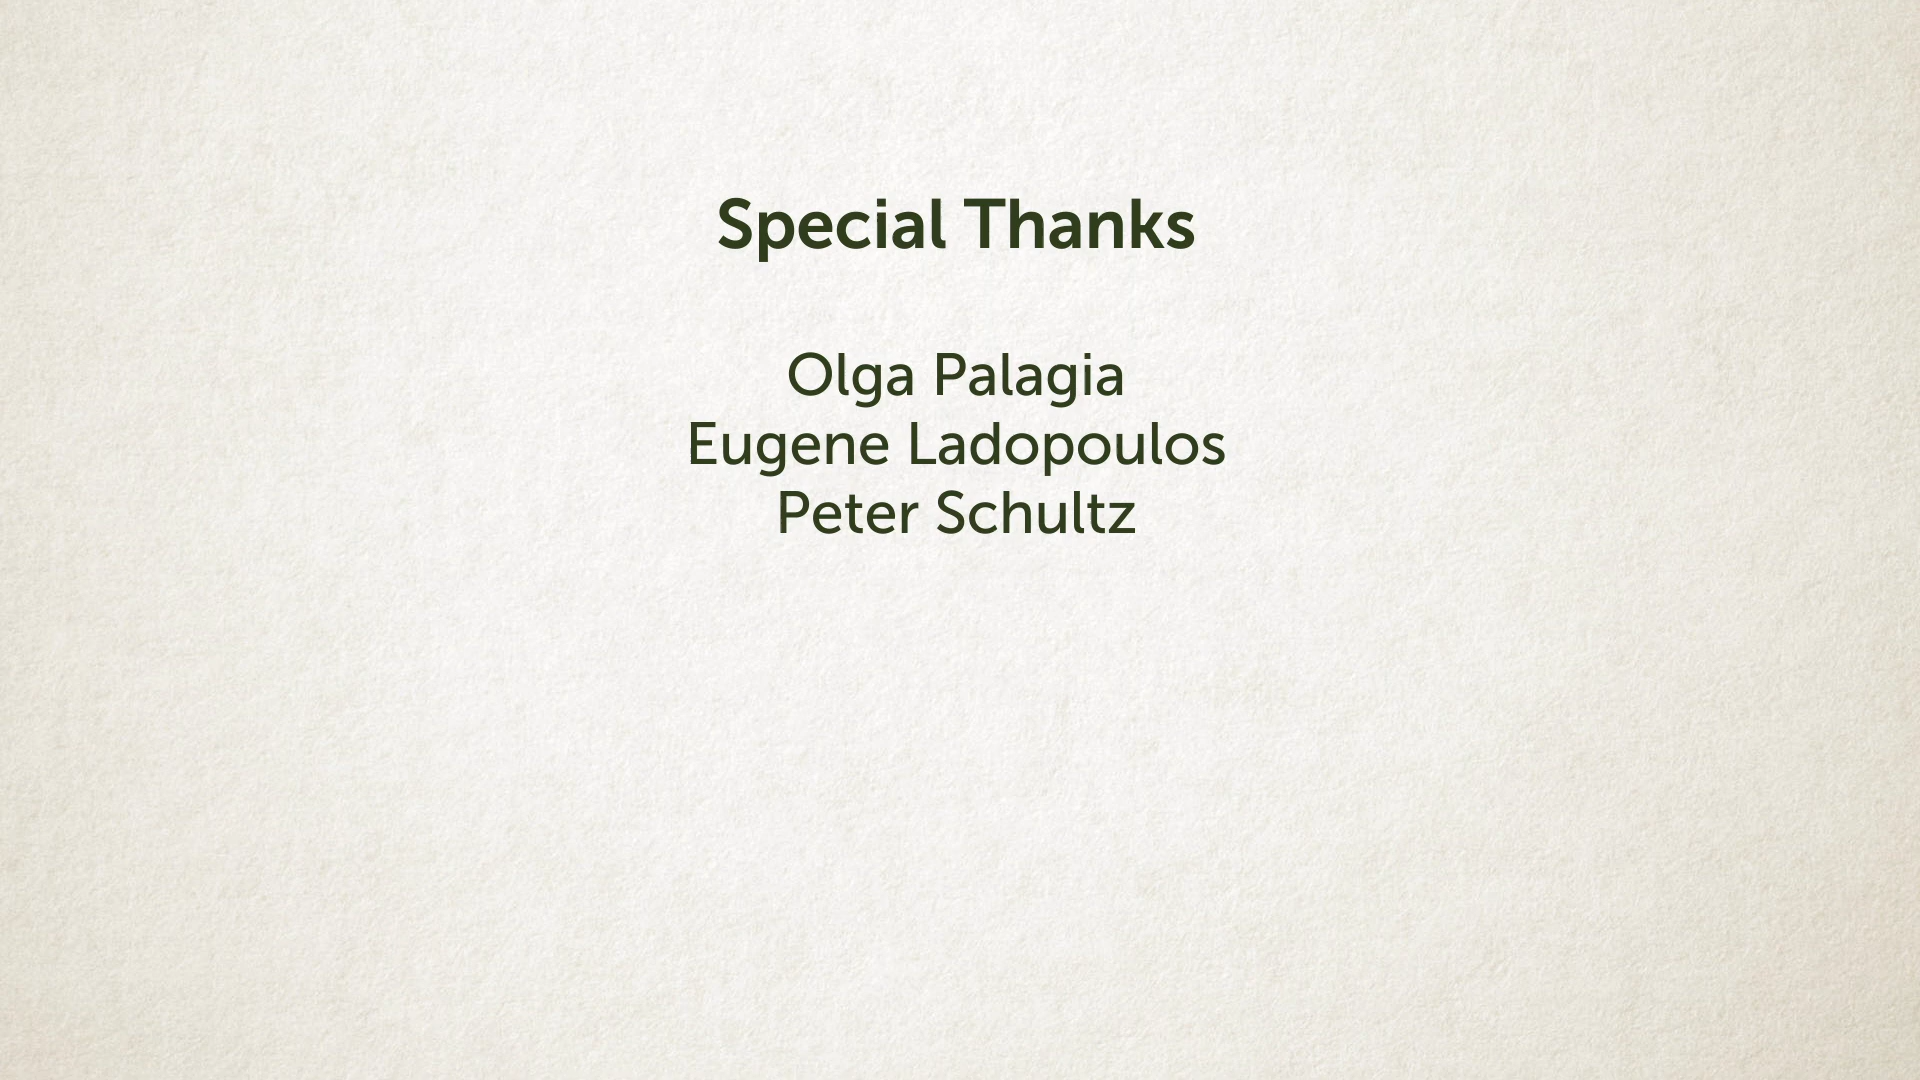 Special Thanks
Olga Palagia
Eugene Ladopoulos
Peter Schultz